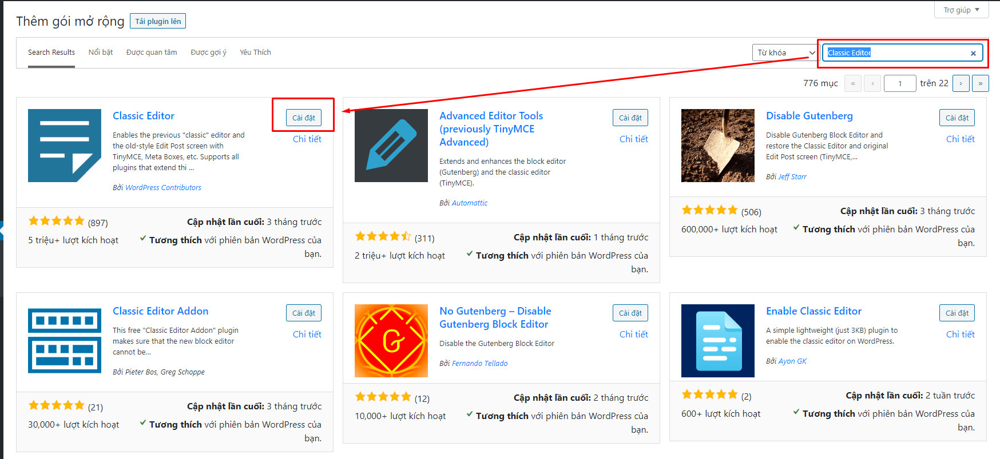 Trợ giúp
Thêm gói mở rộng Tải plugin lên
Search Results Nổi bật Được quan tâm Được gợi ý Yêu Thích Từ khóa Classic Editor
776 mục « ‹ 1 trên 22 › »
Classic Editor
Cài đặt
Chi tiết
Enables the previous "classic" editor and
the old-style Edit Post screen with
TinyMCE, Meta Boxes, etc. Supports all
plugins that extend thi ...
Bởi WordPress Contributors
(897)
Cập nhật lần cuối: 3 tháng trước
5 triệu+ lượt kích hoạt
Tương thích với phiên bản WordPress của
bạn.
Advanced Editor Tools
(previously TinyMCE
Advanced)
Cài đặt
Chi tiết
Extends and enhances the block editor
(Gutenberg) and the classic editor
(TinyMCE).
Bởi Automattic
(311)
Cập nhật lần cuối: 1 tháng trước
2 triệu+ lượt kích hoạt
Tương thích với phiên bản WordPress của
bạn.
Disable Gutenberg
Cài đặt
Chi tiết
Disable Gutenberg Block Editor and
restore the Classic Editor and original
Edit Post screen (TinyMCE,...
Bởi Jeff Starr
(506)
Cập nhật lần cuối: 3 tháng trước
600,000+ lượt kích hoạt
Tương thích với phiên bản WordPress của
bạn.
Classic Editor Addon
Cài đặt
Chi tiết
This free "Classic Editor Addon" plugin
makes sure that the new block editor
cannot be...
Bởi Pieter Bos, Greg Schoppe
(21)
Cập nhật lần cuối: 3 tháng trước
30,000+ lượt kích hoạt
Tương thích với phiên bản WordPress của
bạn.
No Gutenberg – Disable
Gutenberg Block Editor
Cài đặt
Chi tiết
Disable the Gutenberg Block Editor
Bởi Fernando Tellado
G
(12)
Cập nhật lần cuối: 2 tháng trước
10,000+ lượt kích hoạt
Tương thích với phiên bản WordPress của
bạn.
Enable Classic Editor
Cài đặt
Chi tiết
A simple lightweight (just 3KB) plugin to
enable the classic editor on WordPress.
Bởi Ayon GK
(2)
Cập nhật lần cuối: 2 tuần trước
600+ lượt kích hoạt
Tương thích với phiên bản WordPress của
bạn.